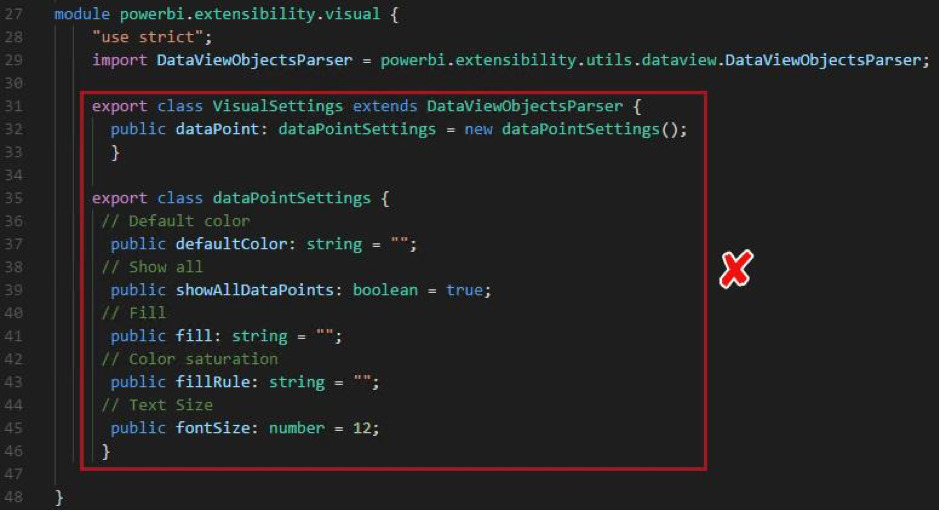 27 module powerbi.extensibility.visual {
28 "use strict";
29 import DataViewObjectsParser = powerbi.extensibility.utils.dataview.DataViewObjectsParser;
30
31 export class VisualSettings extends DataViewObjectsParser {
32 public dataPoint: dataPointSettings = new dataPointSettings();
33 }
34
35 export class dataPointSettings {
36 // Default color
37 public defaultColor: string = "";
38 // Show all
39 public showAllDataPoints: boolean = true;
40 // Fill
41 public fill: string = "";
42 // Color saturation
43 public fillRule: string = "";
44 // Text Size
45 public fontSize: number = 12;
46 }
47
48 }